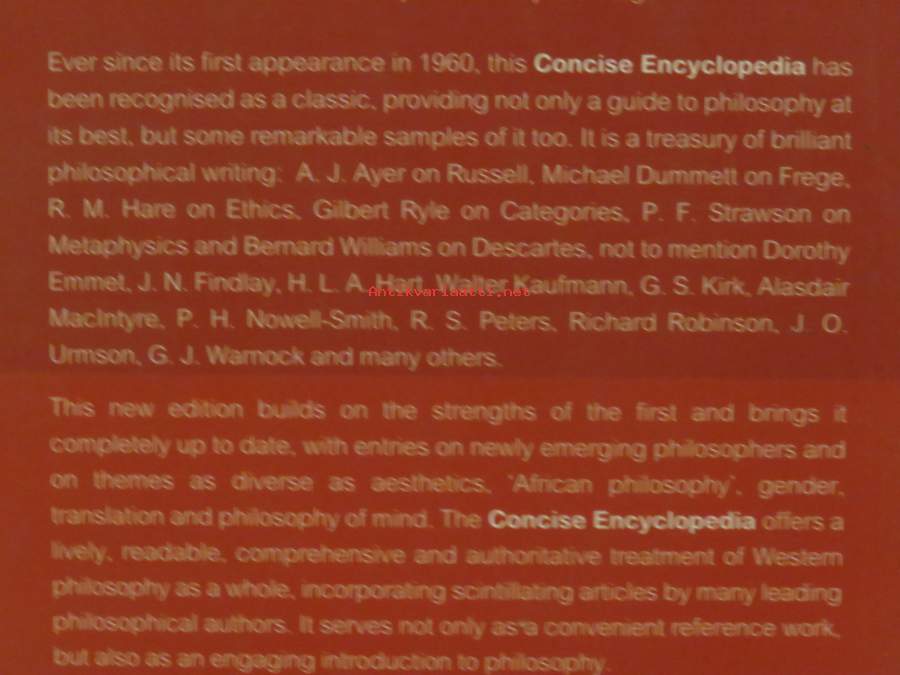 Ever since its first appearance in 1960, this Concise Encyclopedia has
been recognised as a classic, providing not only a guide to philosophy at
its best, but some remarkable samples of it too. It is a treasury of brilliant
philosophical writing: A. J. Ayer on Russell, Michael Dummett on Frege,
R. M. Hare on Ethics, Gilbert Ryle on Categories, P. F. Strawson on
Metaphysics and Bernard Williams on Descartes, not to mention Dorothy
Emmet, J. N. Findlay, H. L. A. Hart, Walter Kaufmann, G. S. Kirk, Alasdair
Antikvariaatti.net
MacIntyre, P. H. Nowell-Smith, R. S. Peters, Richard Robinson, J. O.
Urmson, G. J. Warnock and many others.
This new edition builds on the strengths of the first and brings it
completely up to date, with entries on newly emerging philosophers and
on themes as diverse as aesthetics, 'African philosophy', gender,
translation and philosophy of mind. The Concise Encyclopedia offers a
lively, readable, comprehensive and authoritative treatment of Western
philosophy as a whole, incorporating scintillating articles by many leading
philosophical authors. It serves not only as a convenient reference work,
but also as an engaging introduction to philosophy.